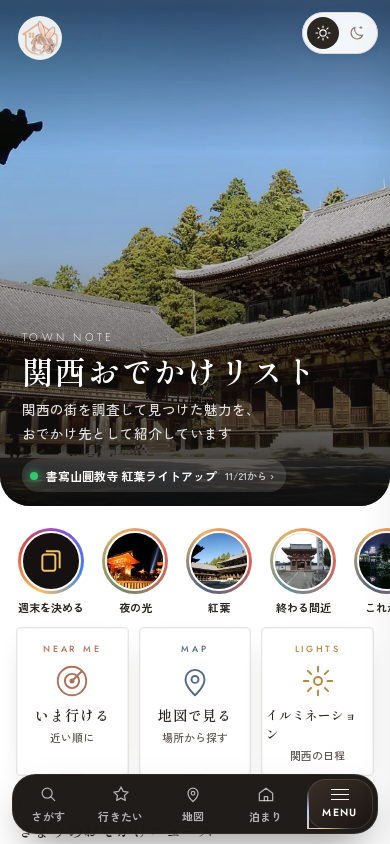 TOWN NOTE
関西おでかけリスト
関西の街を調査して見つけた魅力を、
おでかけ先として紹介しています
書寫山圓教寺 紅葉ライトアップ 11/21から ›
週末を決める 夜の光 紅葉 終わる間近 これか
NEAR ME MAP LIGHTS
いま行ける 地図で見る イルミネーショ
ン
近い順に 場所から探す 関西の日程
さがす 行きたい 地図 泊まり MENU